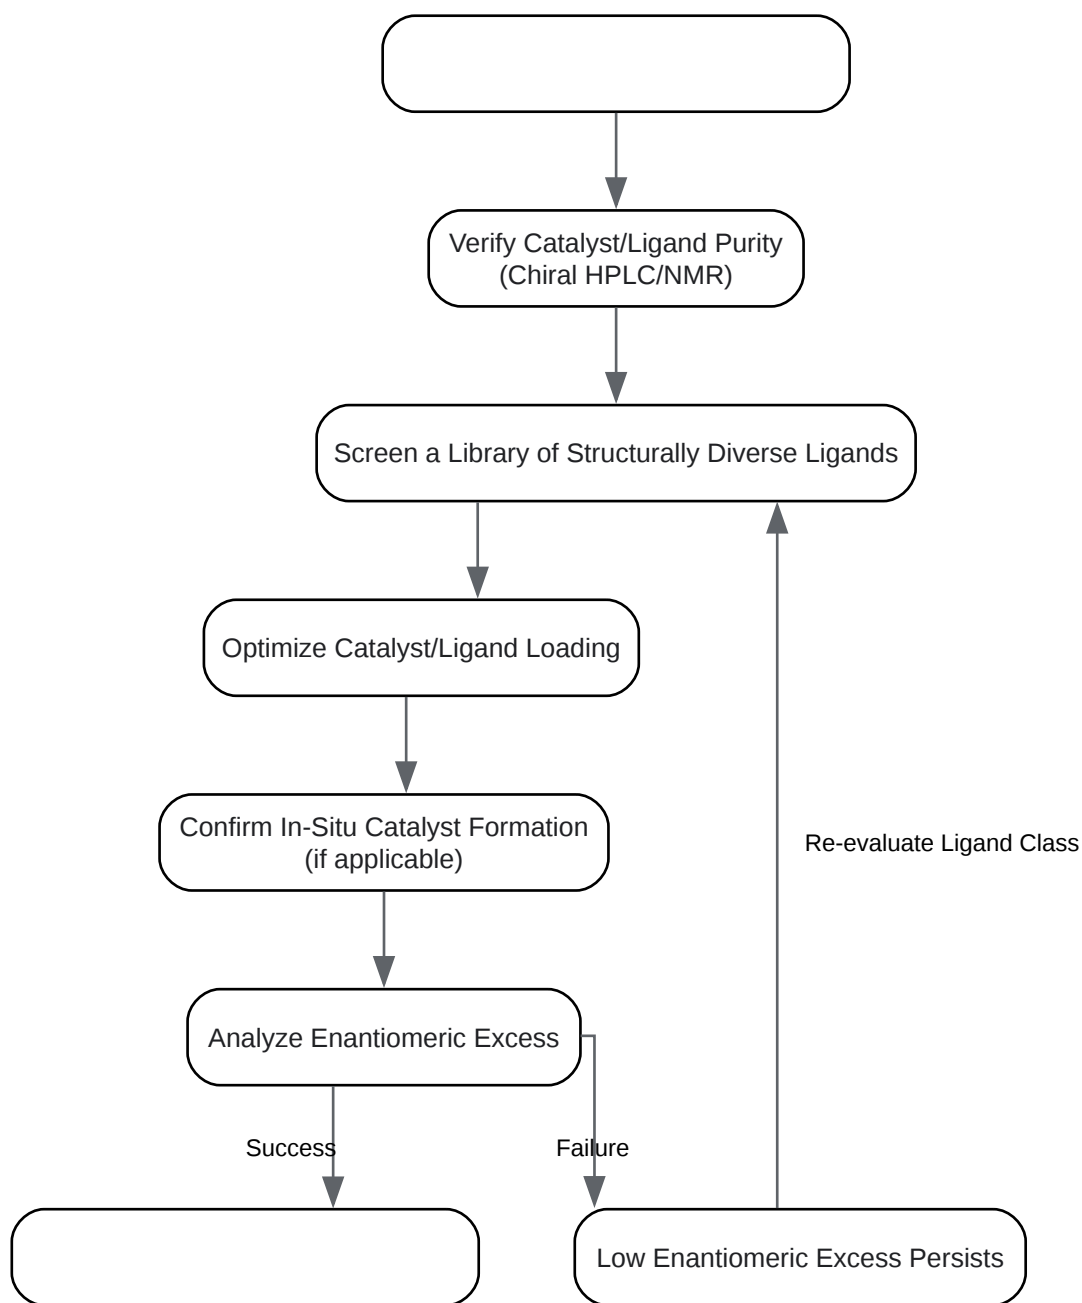 Verify Catalyst/Ligand Purity
(Chiral HPLC/NMR)
Screen a Library of Structurally Diverse Ligands
Optimize Catalyst/Ligand Loading
Confirm In-Situ Catalyst Formation
(if applicable)
Re-evaluate Ligand Class
Analyze Enantiomeric Excess
Success
Failure
Low Enantiomeric Excess Persists